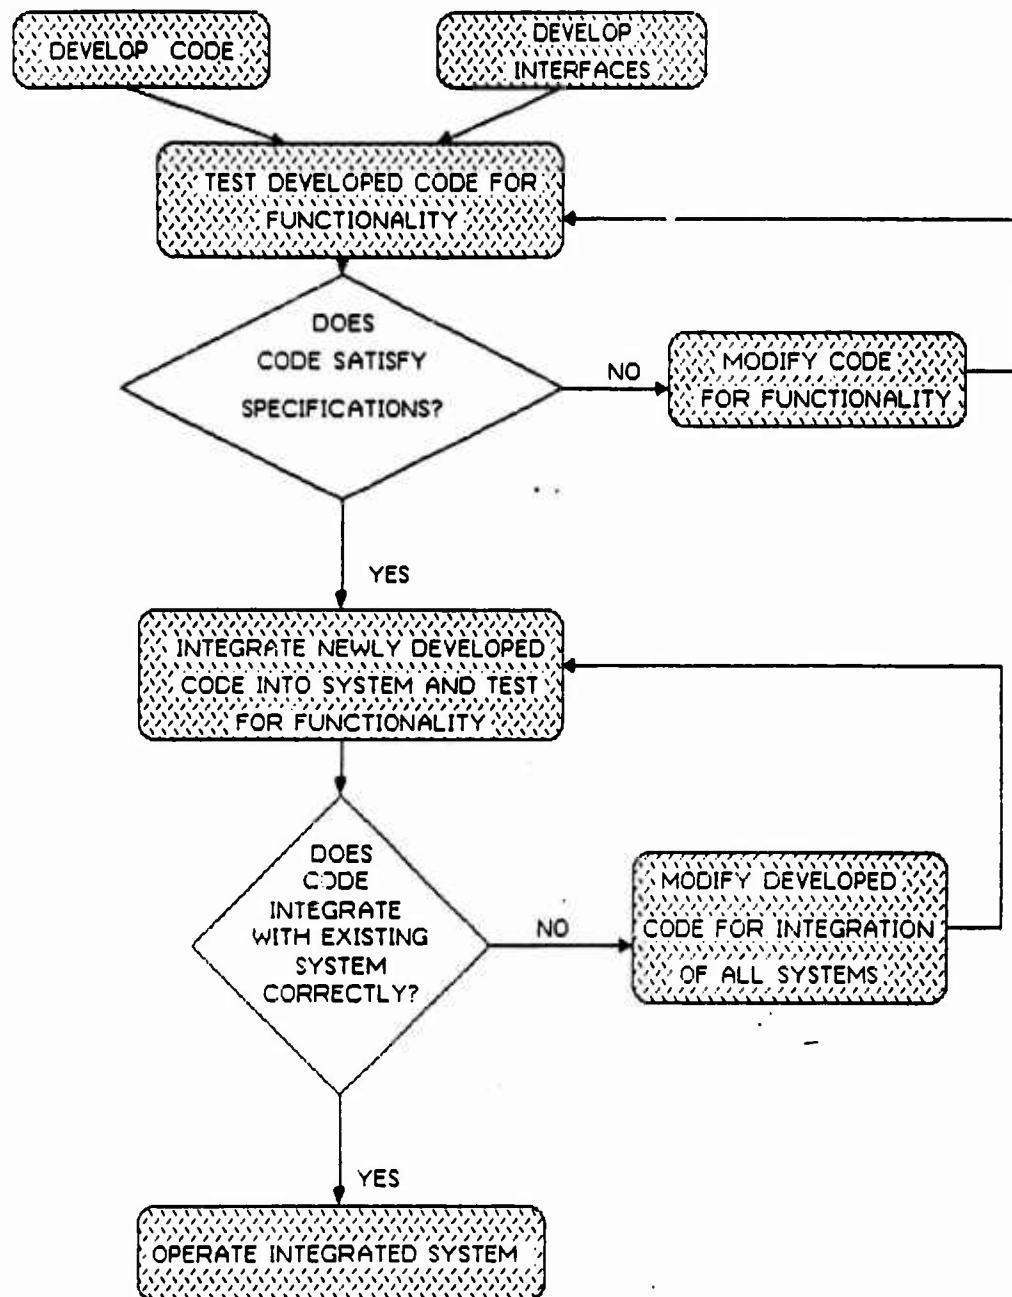 DEVELOP CODE
DEVELOP
INTERFACES
TEST DEVELOPED CODE FOR
FUNCTIONALITY
DOES
CODE SATISFY
SPECIFICATIONS?
NO
MODIFY CODE
FOR FUNCTIONALITY
YES
INTEGRATE NEWLY DEVELOPED
CODE INTO SYSTEM AND TEST
FOR FUNCTIONALITY
DOES
CODE
INTEGRATE
WITH EXISTING
SYSTEM
CORRECTLY?
NO
MODIFY DEVELOPED
CODE FOR INTEGRATION
OF ALL SYSTEMS
YES
OPERATE INTEGRATED SYSTEM